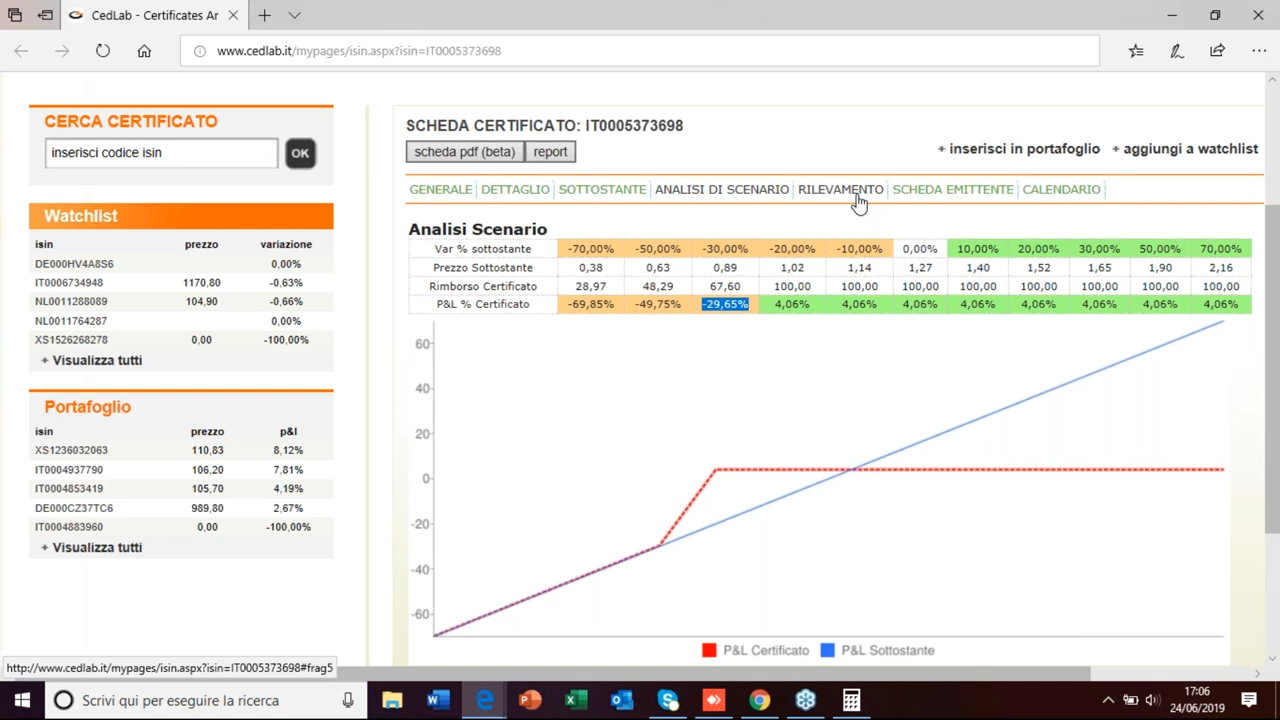 CedLab - Certificates Ar
www.cedlab.it/mypages/isin.aspx?isin=IT0005373698
CERCA CERTIFICATO
inserisci codice isin
OK
Watchlist
isin prezzo variazione
DE000HV4A8S6 0,00%
IT0006734948 1170,80 -0,63%
NL0011288089 104,90 -0,66%
NL0011764287 0,00%
XS1526268278 0,00 -100,00%
+ Visualizza tutti
Portafoglio
isin prezzo p&l
XS1236032063 110,83 8,12%
IT0004937790 106,20 7,81%
IT0004853419 105,70 4,19%
DE000CZ37TC6 989,80 2,67%
IT0004883960 0,00 -100,00%
+ Visualizza tutti
SCHEDA CERTIFICATO: IT0005373698
scheda pdf (beta) report
+ inserisci in portafoglio + aggiungi a watchlist
GENERALE DETTAGLIO SOTTOSTANTE ANALISI DI SCENARIO RILEVAMENTO SCHEDA EMITTENTE CALENDARIO
Analisi Scenario
Var % sottostante -70,00% -50,00% -30,00% -20,00% -10,00% 0,00% 10,00% 20,00% 30,00% 50,00% 70,00%
Prezzo Sottostante 0,38 0,63 0,89 1,02 1,14 1,27 1,40 1,52 1,65 1,90 2,16
Rimborso Certificato 28,97 48,29 67,60 100,00 100,00 100,00 100,00 100,00 100,00 100,00 100,00
P&L % Certificato -69,85% -49,75% -29,65% 4,06% 4,06% 4,06% 4,06% 4,06% 4,06% 4,06% 4,06%
60
40
20
0
-20
-40
-60
P&L Certificato P&L Sottostante
http://www.cedlab.it/mypages/isin.aspx?isin=IT0005373698#frag5
Scrivi qui per eseguire la ricerca
17:06
24/06/2019